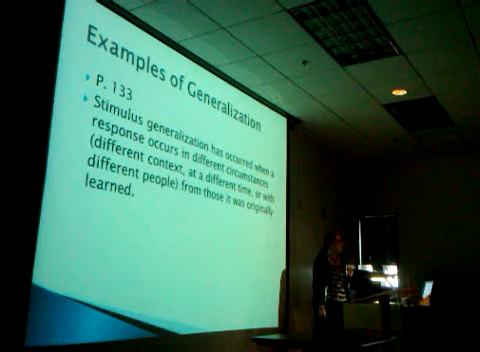 Examples of Generalization
P. 133
Stimulus generalization has occurred when a
response occurs in different circumstances
(different context, at a different time, or with
different people) from those it was originally
learned.